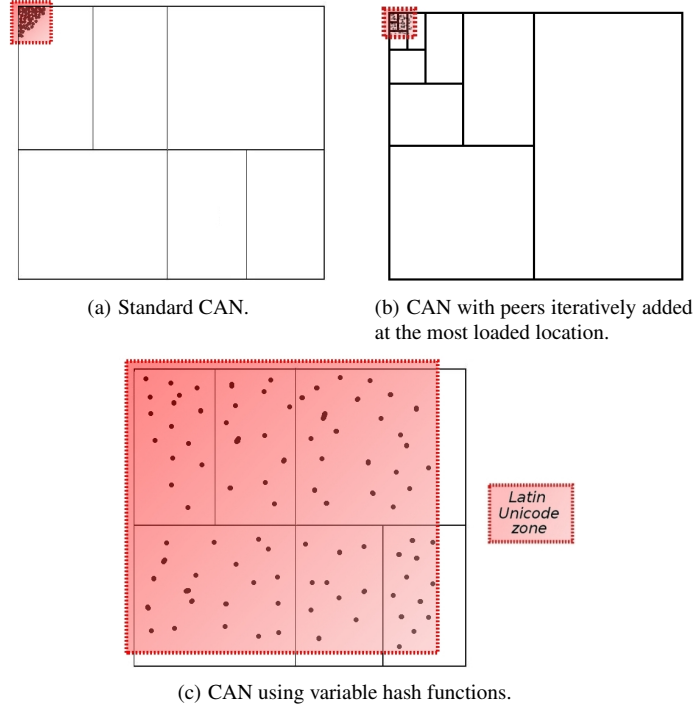 (a) Standard CAN.
(b) CAN with peers iteratively added
at the most loaded location.
Latin
Unicode
zone
(c) CAN using variable hash functions.